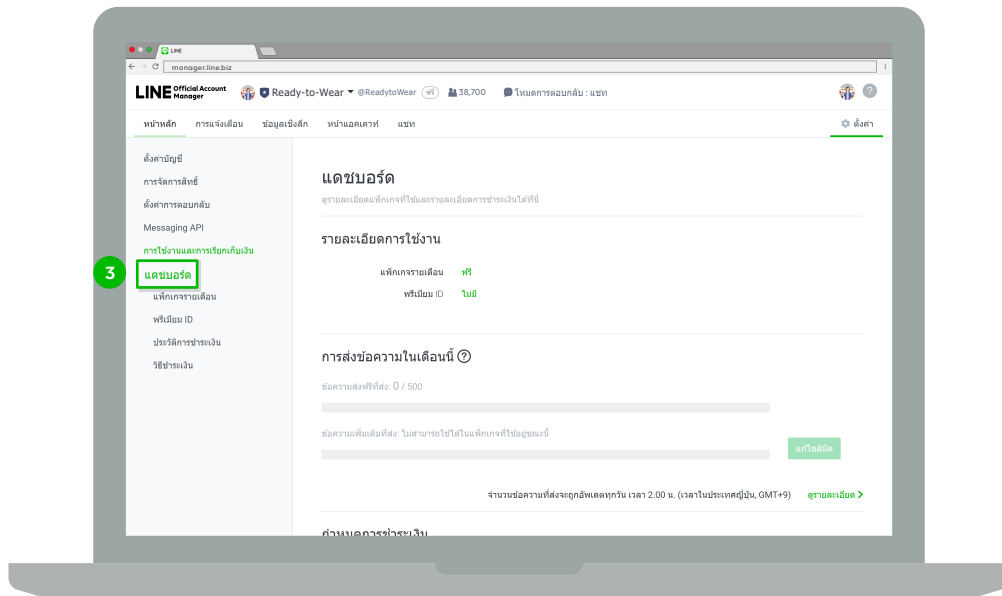 LINE
manager.line.biz
LINE Official Account Manager Ready-to-Wear @ReadytoWear ฟรี 38,700 โหมดการตอบกลับ : แชท ?
หน้าหลัก การแจ้งเตือน ข้อมูลเชิงลึก หน้าแอคเคาท์ แชท ตั้งค่า
ตั้งค่าบัญชี
การจัดการสิทธิ์
ตั้งค่าการตอบกลับ
Messaging API
การใช้งานและการเรียกเก็บเงิน
3 แดชบอร์ด
แพ็กเกจรายเดือน
พรีเมียม ID
ประวัติการชำระเงิน
วิธีชำระเงิน
แดชบอร์ด
ดูรายละเอียดแพ็กเกจที่ใช้และรายละเอียดการชำระเงินได้ที่นี่
รายละเอียดการใช้งาน
แพ็กเกจรายเดือน ฟรี
พรีเมียม ID ไม่มี
การส่งข้อความในเดือนนี้ ?
ข้อความส่งฟรีที่ส่ง: 0 / 500
ข้อความเพิ่มเติมที่ส่ง: ไม่สามารถใช้ได้ในแพ็กเกจที่ใช้อยู่ขณะนี้
แก้ไขลิมิต
จำนวนข้อความที่ส่งจะถูกอัพเดตทุกวัน เวลา 2.00 น. (เวลาในประเทศญี่ปุ่น, GMT+9) ดูรายละเอียด
กำหนดการชำระเงิน